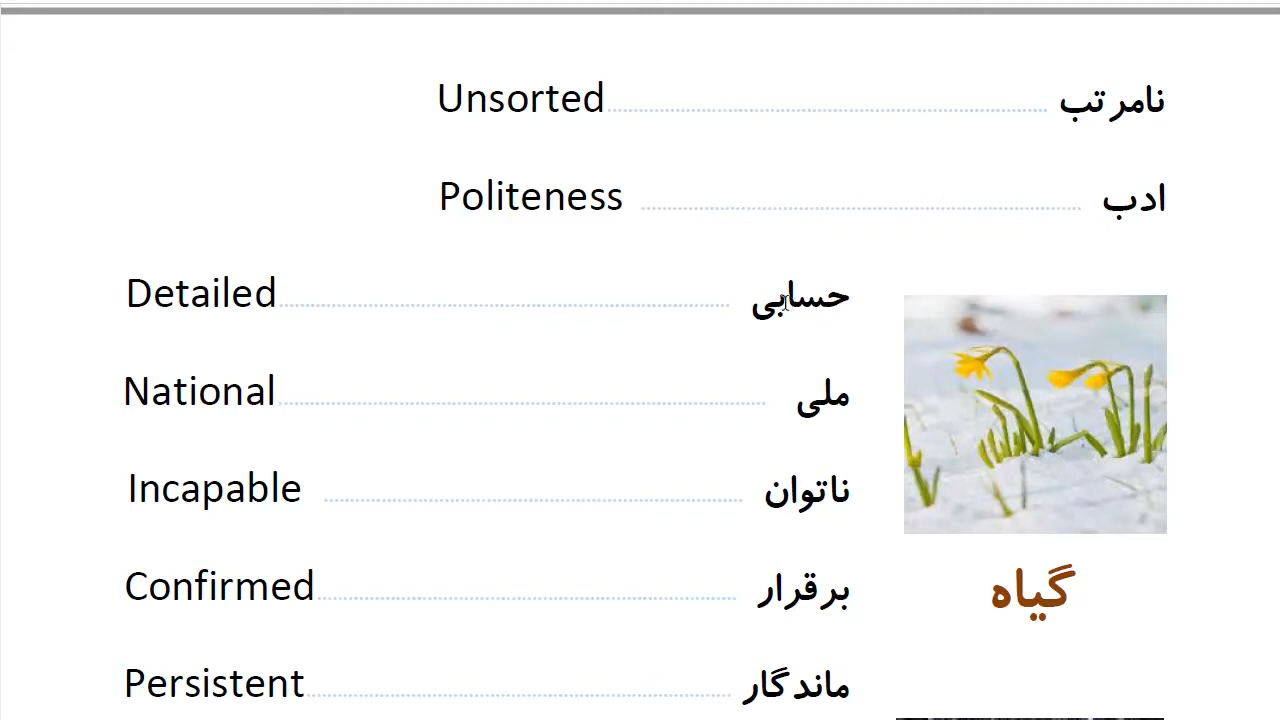 Unsorted نامرتب
Politeness ادب
Detailed حسابی
National ملی
Incapable ناتوان
Confirmed برقرار
گیاه
Persistent ماندگار